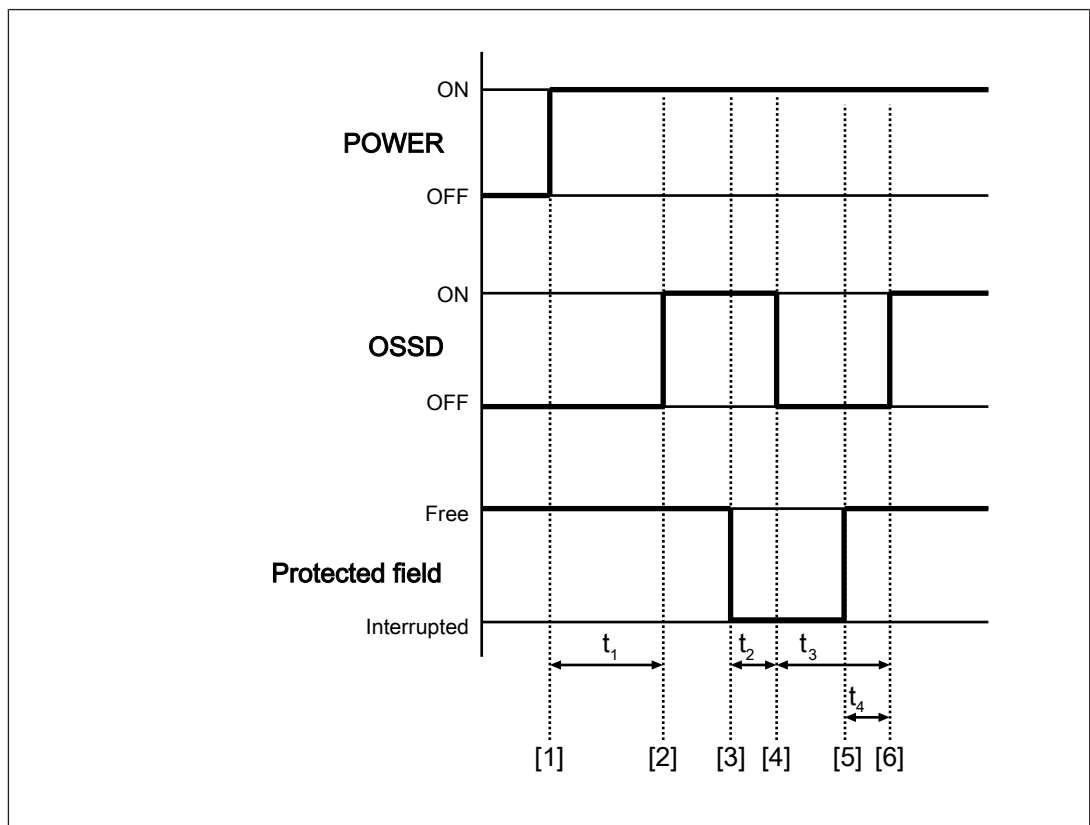 ON
POWER
OFF
ON
OSSD
OFF
Free
Protected field
Interrupted
t₁ t₂ t₃
t₄
[1] [2] [3] [4] [5] [6]